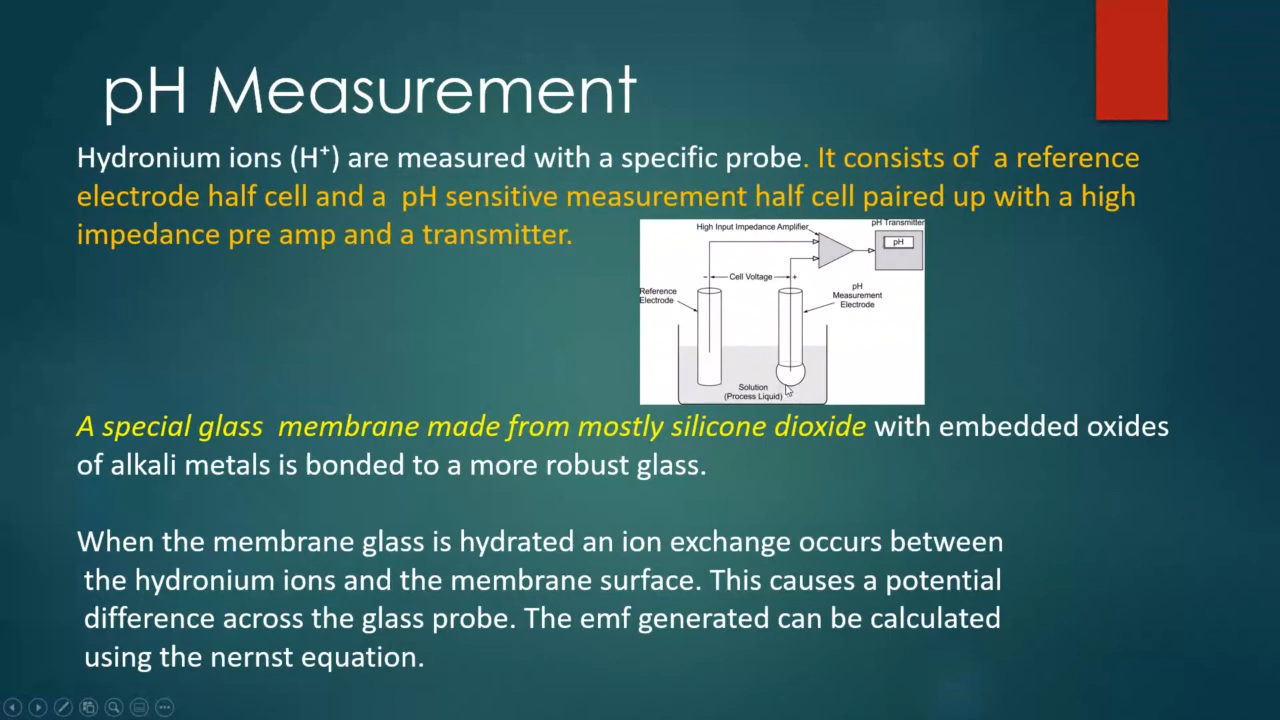 pH Measurement
Hydronium ions (H⁺) are measured with a specific probe. It consists of a reference
electrode half cell and a pH sensitive measurement half cell paired up with a high
impedance pre amp and a transmitter.
High Input Impedance Amplifier
pH Transmitter
pH
- Cell Voltage +
Reference
Electrode
pH
Measurement
Electrode
Solution
(Process Liquid)
A special glass membrane made from mostly silicone dioxide with embedded oxides
of alkali metals is bonded to a more robust glass.
When the membrane glass is hydrated an ion exchange occurs between
the hydronium ions and the membrane surface. This causes a potential
difference across the glass probe. The emf generated can be calculated
using the nernst equation.